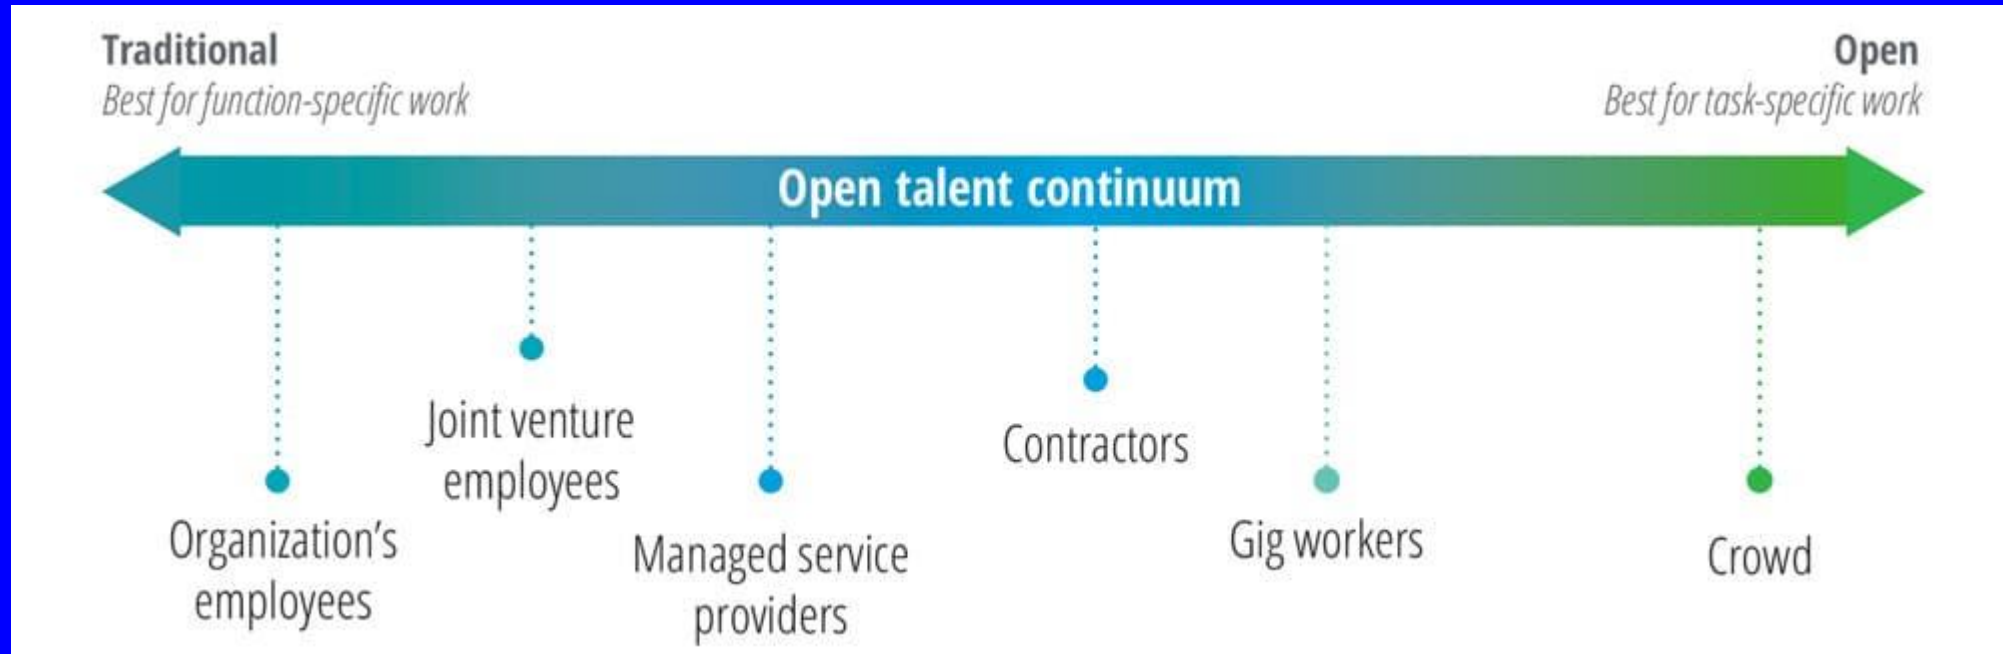 Traditional
Best for function-specific work
Open
Best for task-specific work
Open talent continuum
Organization’s
employees
Joint venture
employees
Managed service
providers
Contractors
Gig workers
Crowd